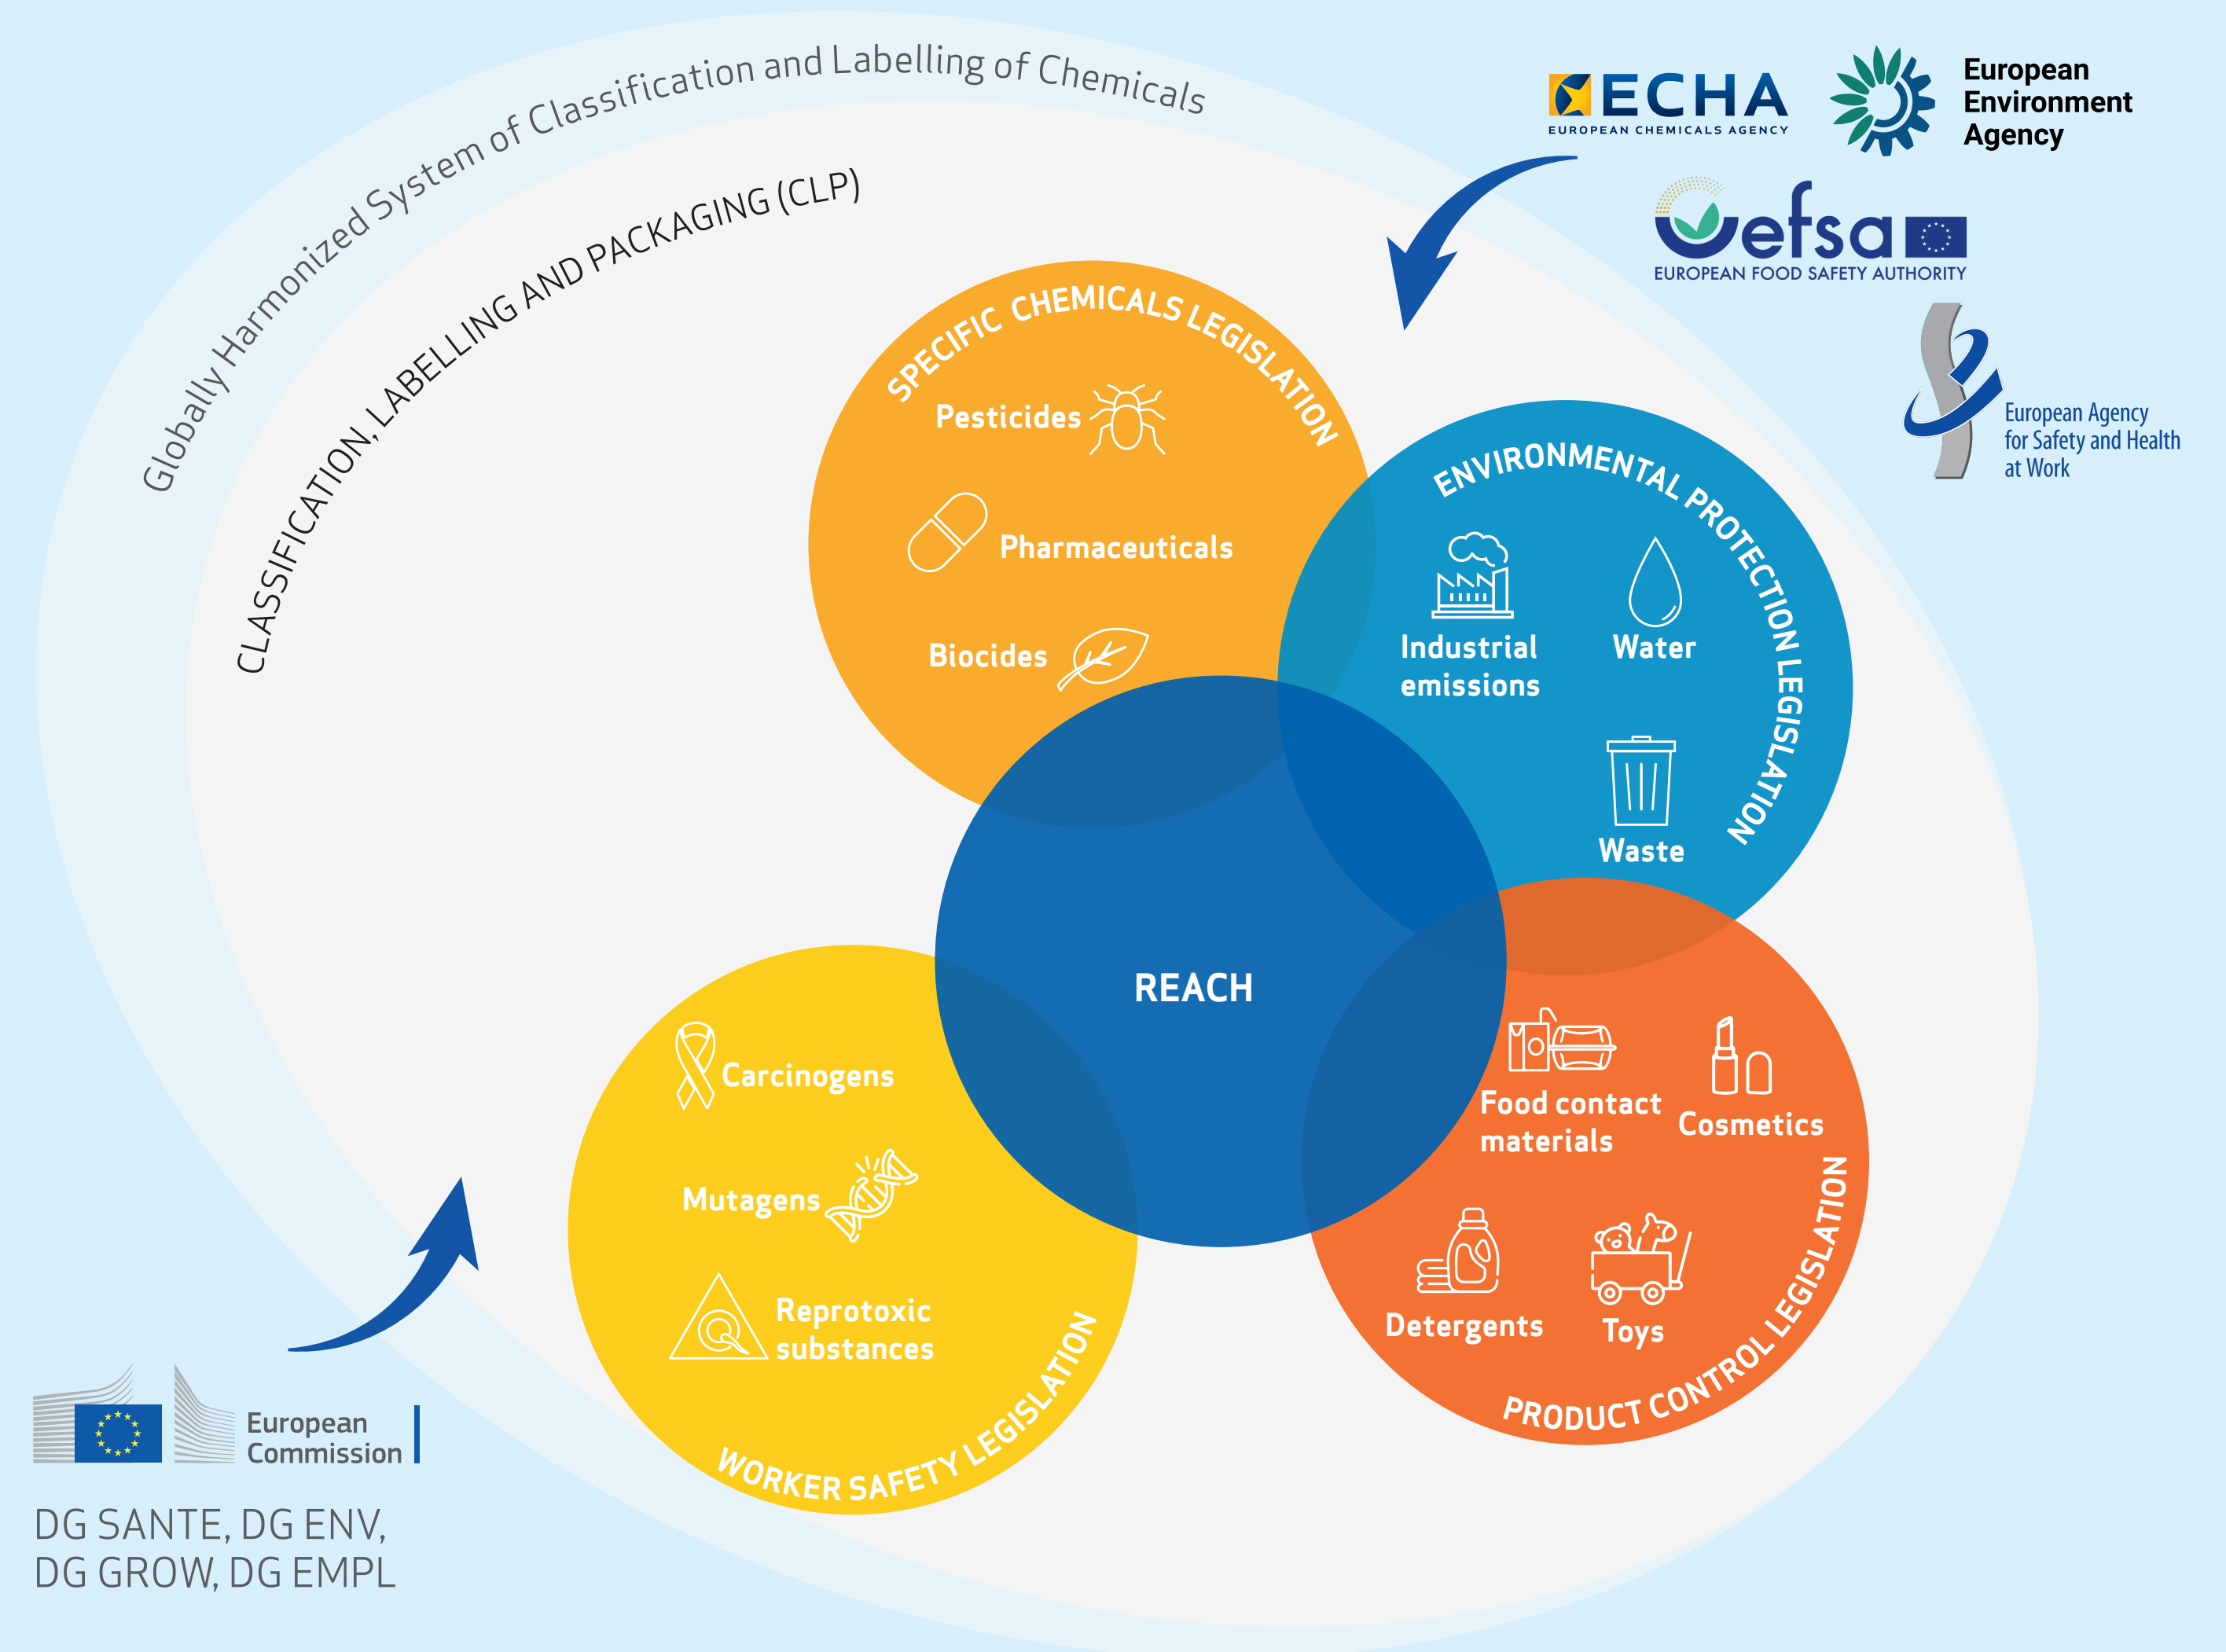 Globally Harmonized System of Classification and Labelling of Chemicals
CLASSIFICATION, LABELLING AND PACKAGING (CLP)
ECHA
EUROPEAN CHEMICALS AGENCY
European
Environment
Agency
efsa
EUROPEAN FOOD SAFETY AUTHORITY
European Agency
for Safety and Health
at Work
SPECIFIC CHEMICALS LEGISLATION
Pesticides
Pharmaceuticals
Biocides
ENVIRONMENTAL PROTECTION LEGISLATION
Industrial
emissions
Water
Waste
REACH
Carcinogens
Mutagens
Reprotoxic
substances
WORKER SAFETY LEGISLATION
Food contact
materials
Cosmetics
Detergents
Toys
PRODUCT CONTROL LEGISLATION
European
Commission
DG SANTE, DG ENV,
DG GROW, DG EMPL